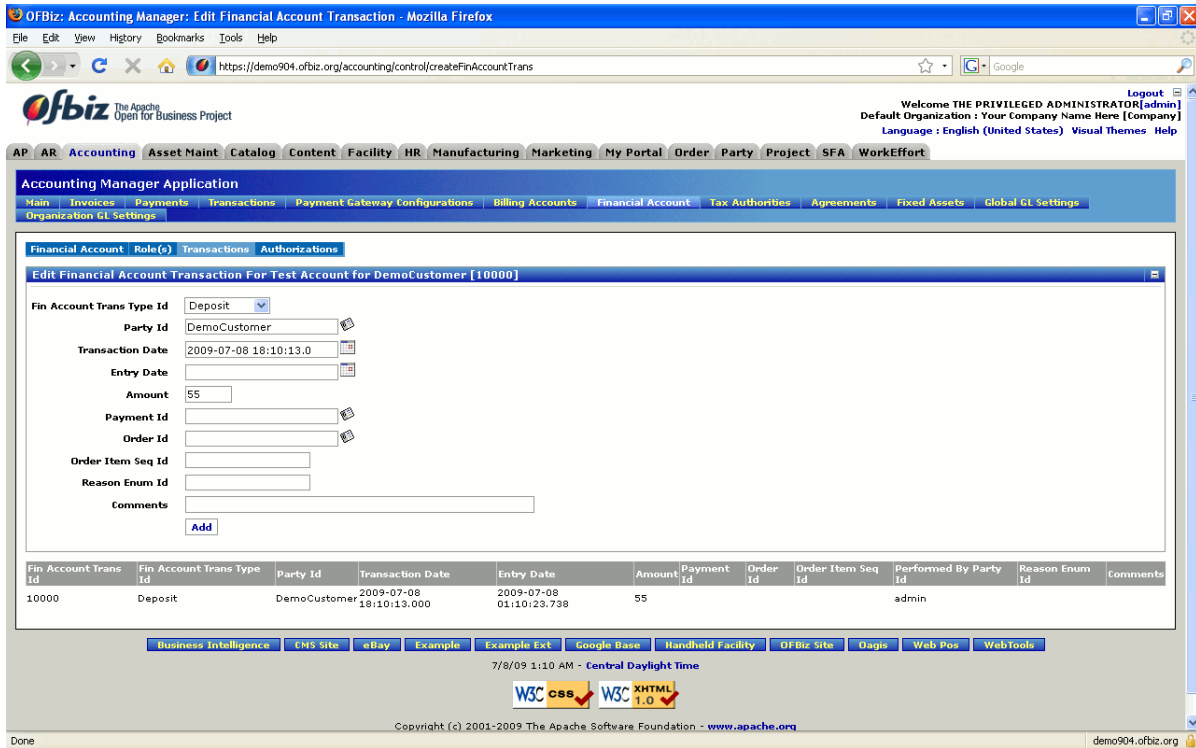 OFBiz: Accounting Manager: Edit Financial Account Transaction - Mozilla Firefox
File Edit View History Bookmarks Tools Help
https://demo904.ofbiz.org/accounting/control/createFinAccountTrans
G Google
Ofbiz The Apache Open for Business Project
Logout
Welcome THE PRIVILEGED ADMINISTRATOR[admin]
Default Organization : Your Company Name Here [Company]
Language : English (United States) Visual Themes Help
AP AR Accounting Asset Maint Catalog Content Facility HR Manufacturing Marketing My Portal Order Party Project SFA WorkEffort
Accounting Manager Application
Main Invoices Payments Transactions Payment Gateway Configurations Billing Accounts Financial Account Tax Authorities Agreements Fixed Assets Global GL Settings
Organization GL Settings
Financial Account Role(s) Transactions Authorizations
Edit Financial Account Transaction For Test Account for DemoCustomer [10000]
Fin Account Trans Type Id Deposit
Party Id DemoCustomer
Transaction Date 2009-07-08 18:10:13.0
Entry Date
Amount 55
Payment Id
Order Id
Order Item Seq Id
Reason Enum Id
Comments
Add
Fin Account Trans Id Fin Account Trans Type Id Party Id Transaction Date Entry Date Amount Payment Id Order Id Order Item Seq Id Performed By Party Id Reason Enum Id Comments
10000 Deposit DemoCustomer 2009-07-08 18:10:13.000 2009-07-08 01:10:23.738 55 admin
Business Intelligence CMS Site eBay Example Example Ext Google Base Handheld Facility OFBiz Site Oagis Web Pos WebTools
7/8/09 1:10 AM - Central Daylight Time
W3C css W3C XHTML 1.0
Copyright (c) 2001-2009 The Apache Software Foundation - www.apache.org
Done demo904.ofbiz.org